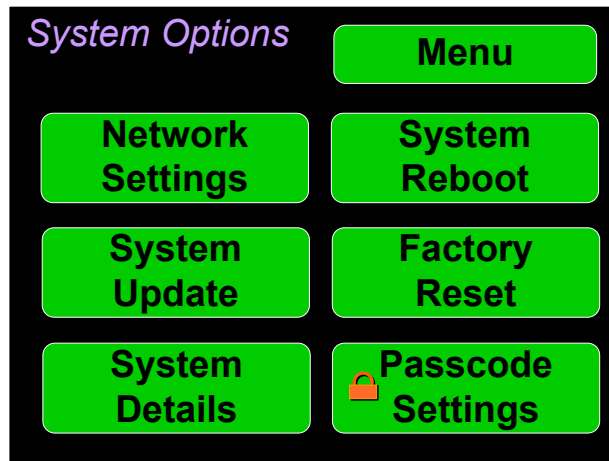 System Options
Menu
Network
Settings
System
Reboot
System
Update
Factory
Reset
System
Details
Passcode
Settings